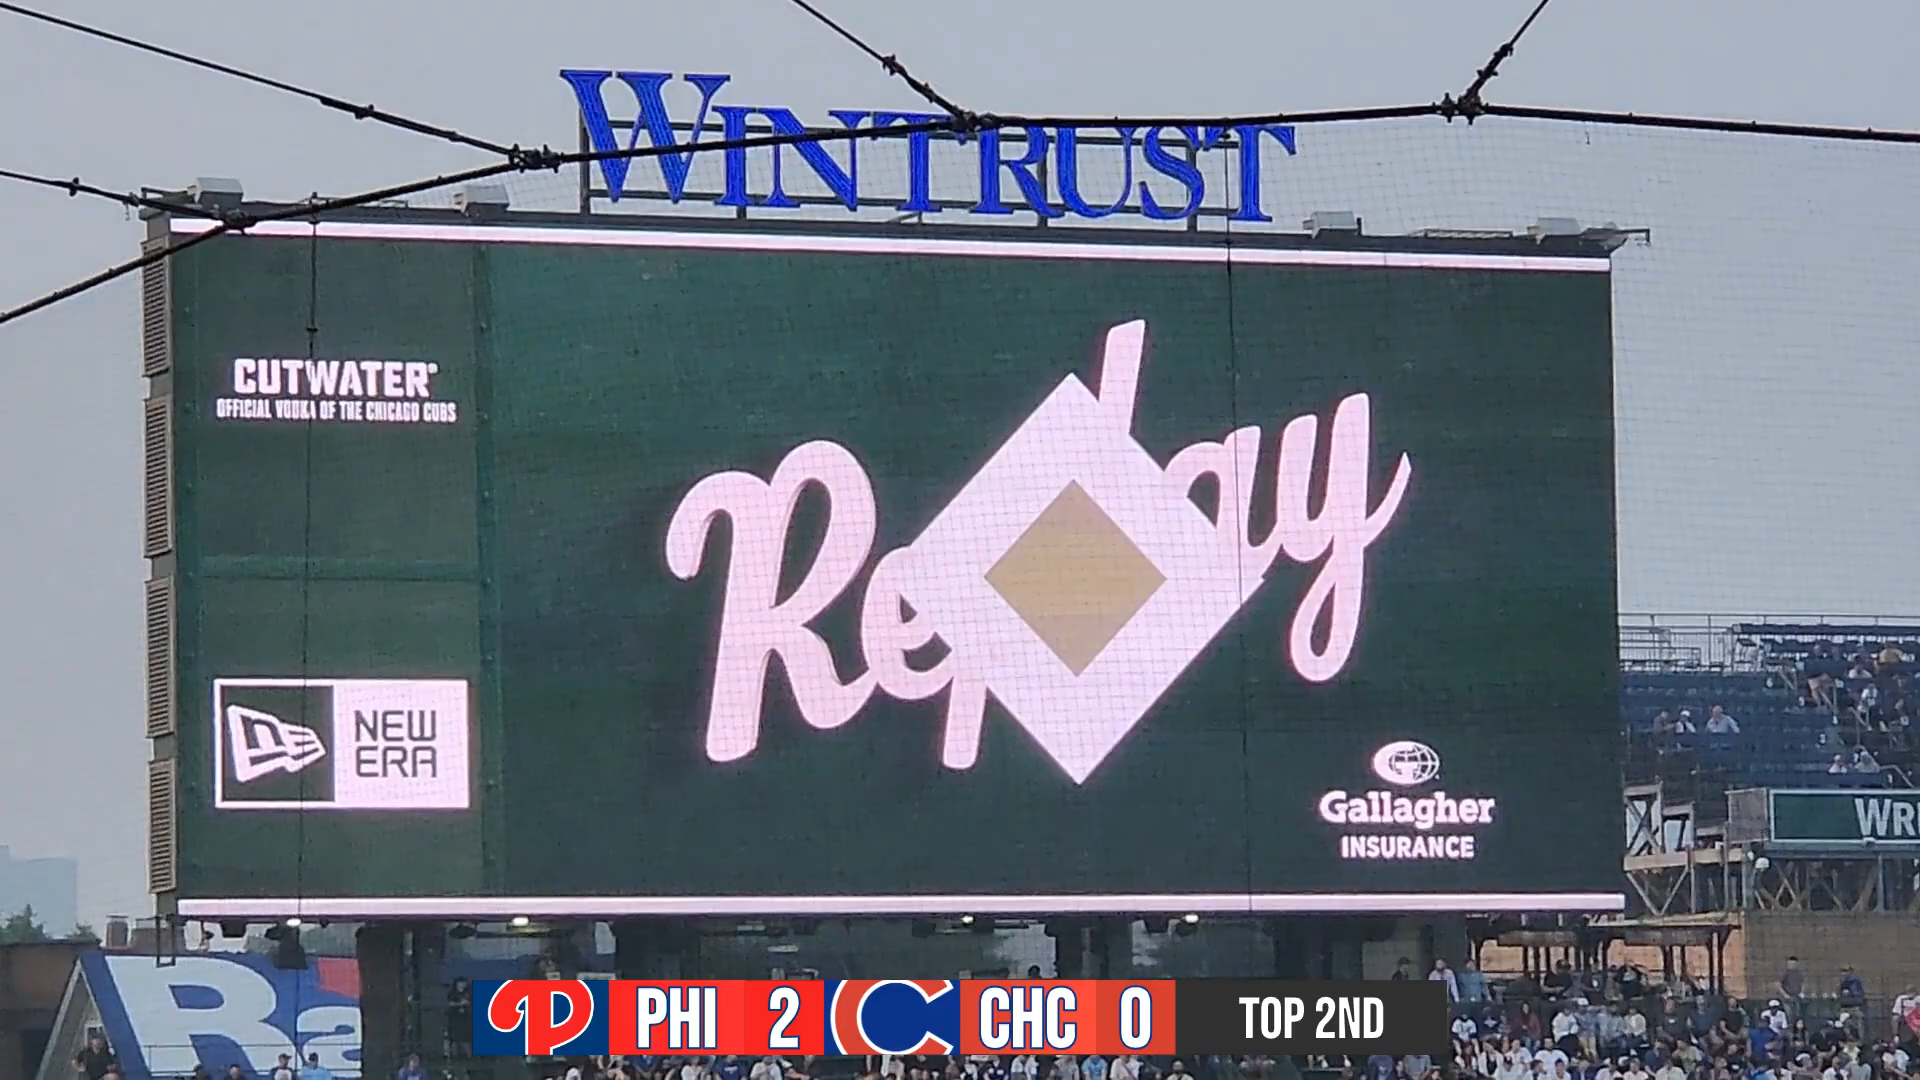 WINTRUST
CUTWATER®
OFFICIAL VODKA OF THE CHICAGO CUBS
Replay
NEW
ERA
Gallagher
INSURANCE
P PHI 2 C CHC 0 TOP 2ND